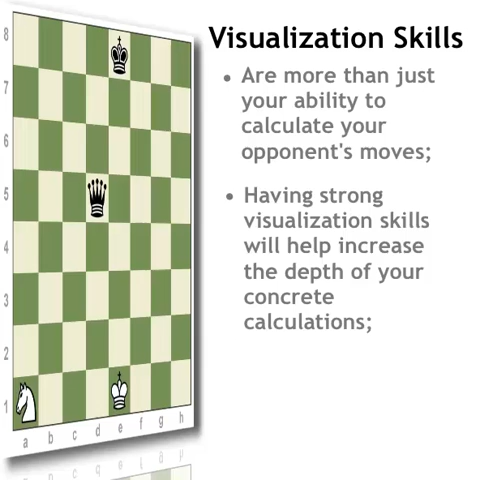 Visualization Skills
• Are more than just
your ability to
calculate your
opponent's moves;
• Having strong
visualization skills
will help increase
the depth of your
concrete
calculations;
8
7
6
5
4
3
2
1
a b c d e f g h